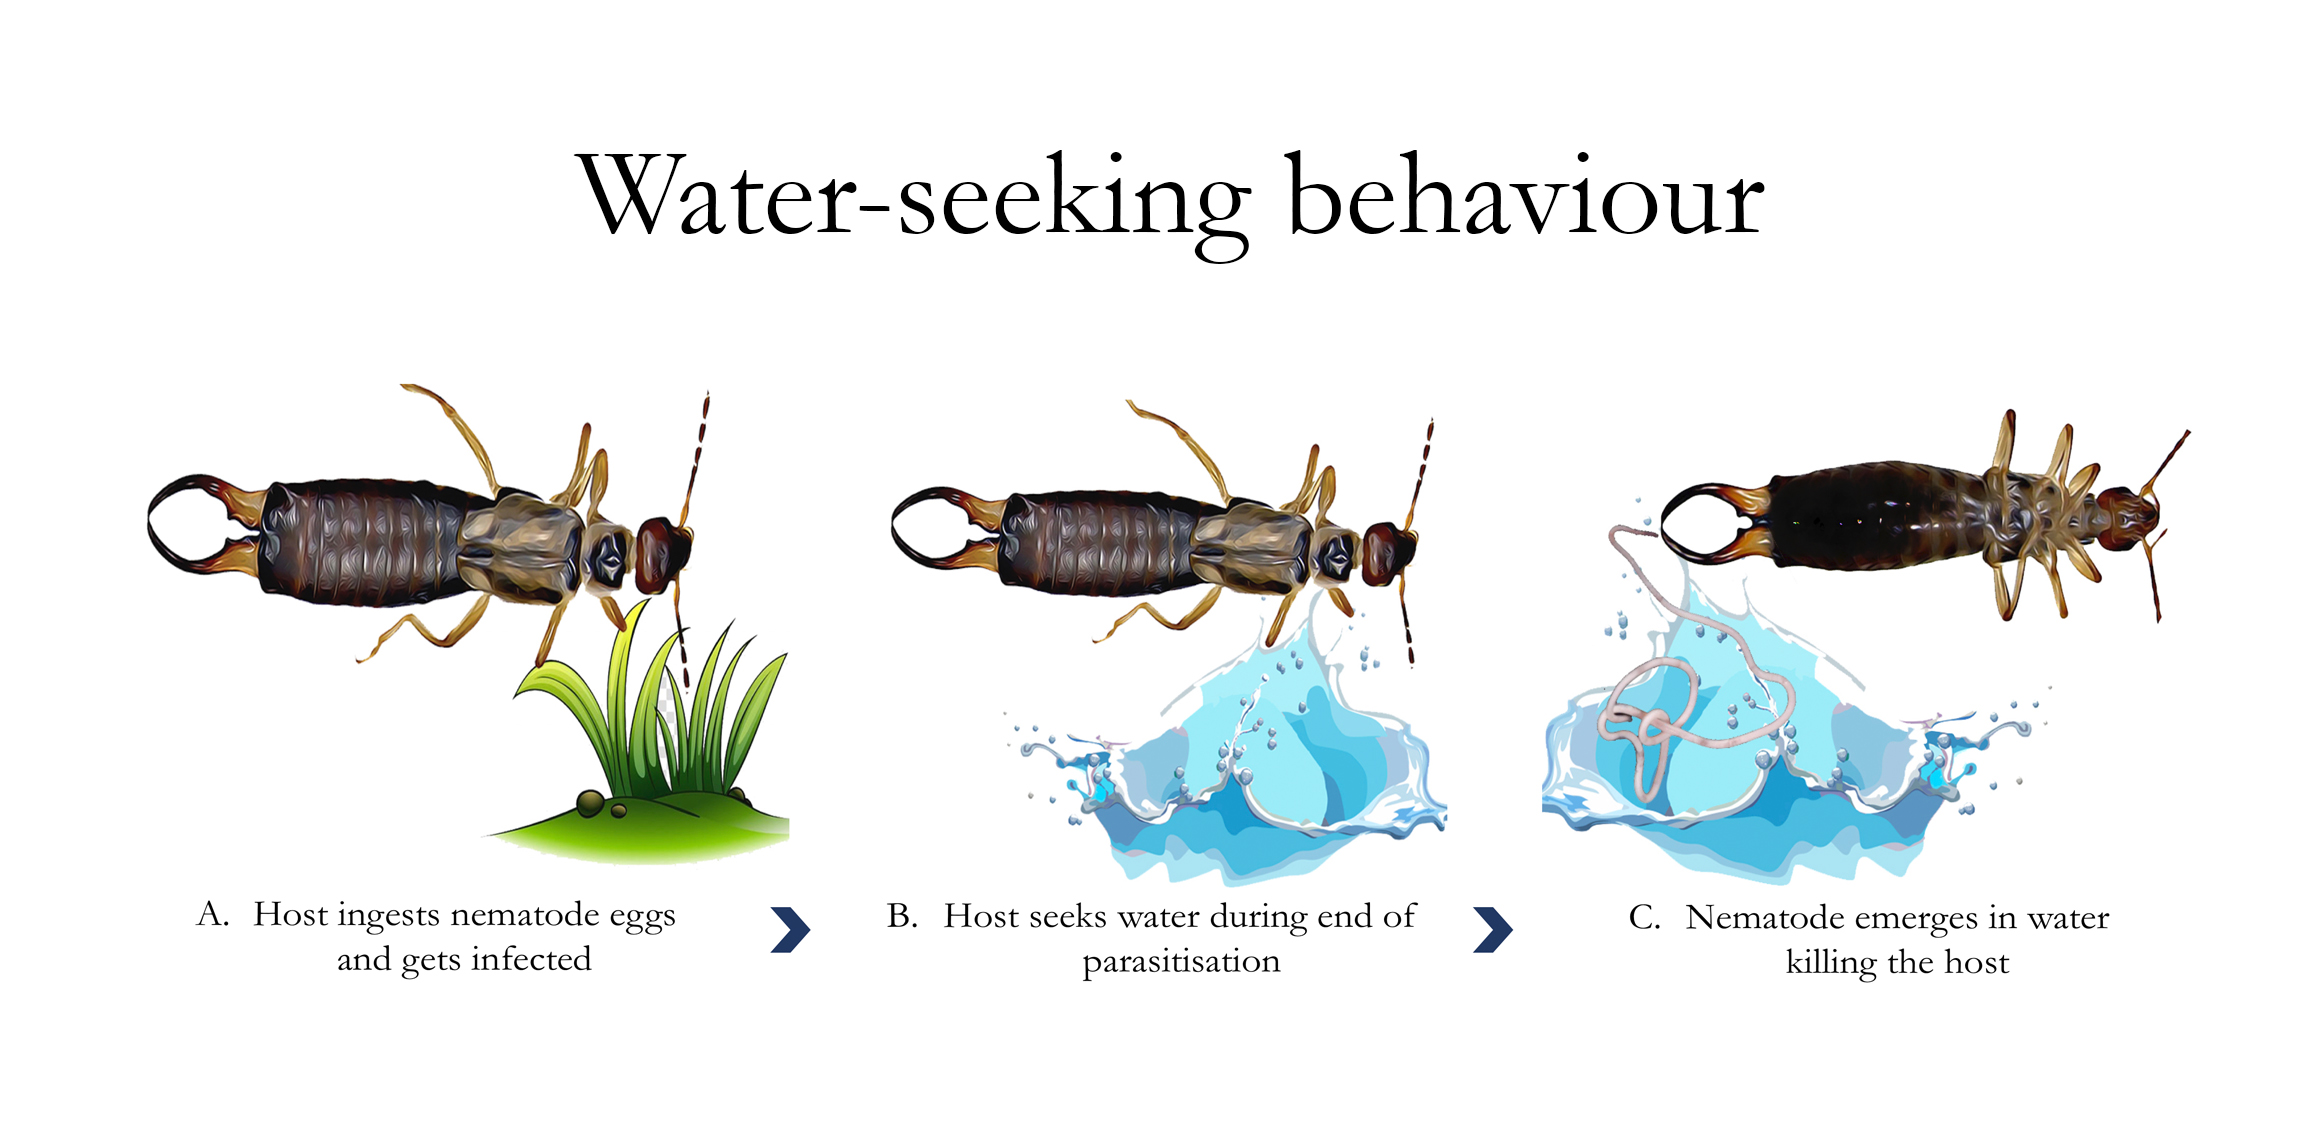 Water-seeking behaviour
A. Host ingests nematode eggs
and gets infected
B. Host seeks water during end of
parasitisation
C. Nematode emerges in water
killing the host